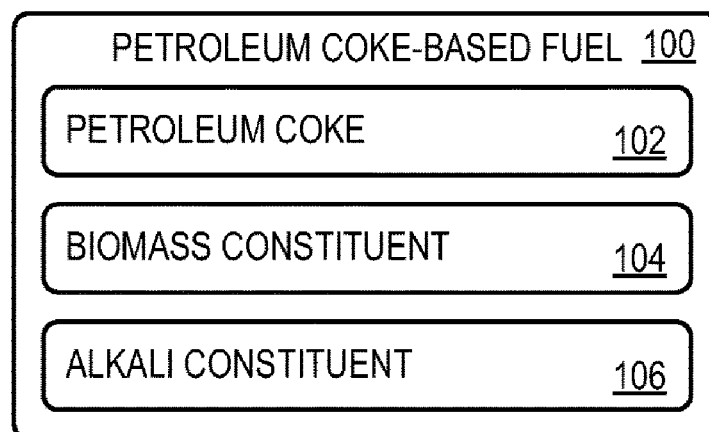 PETROLEUM COKE-BASED FUEL 100
PETROLEUM COKE 102
BIOMASS CONSTITUENT 104
ALKALI CONSTITUENT 106